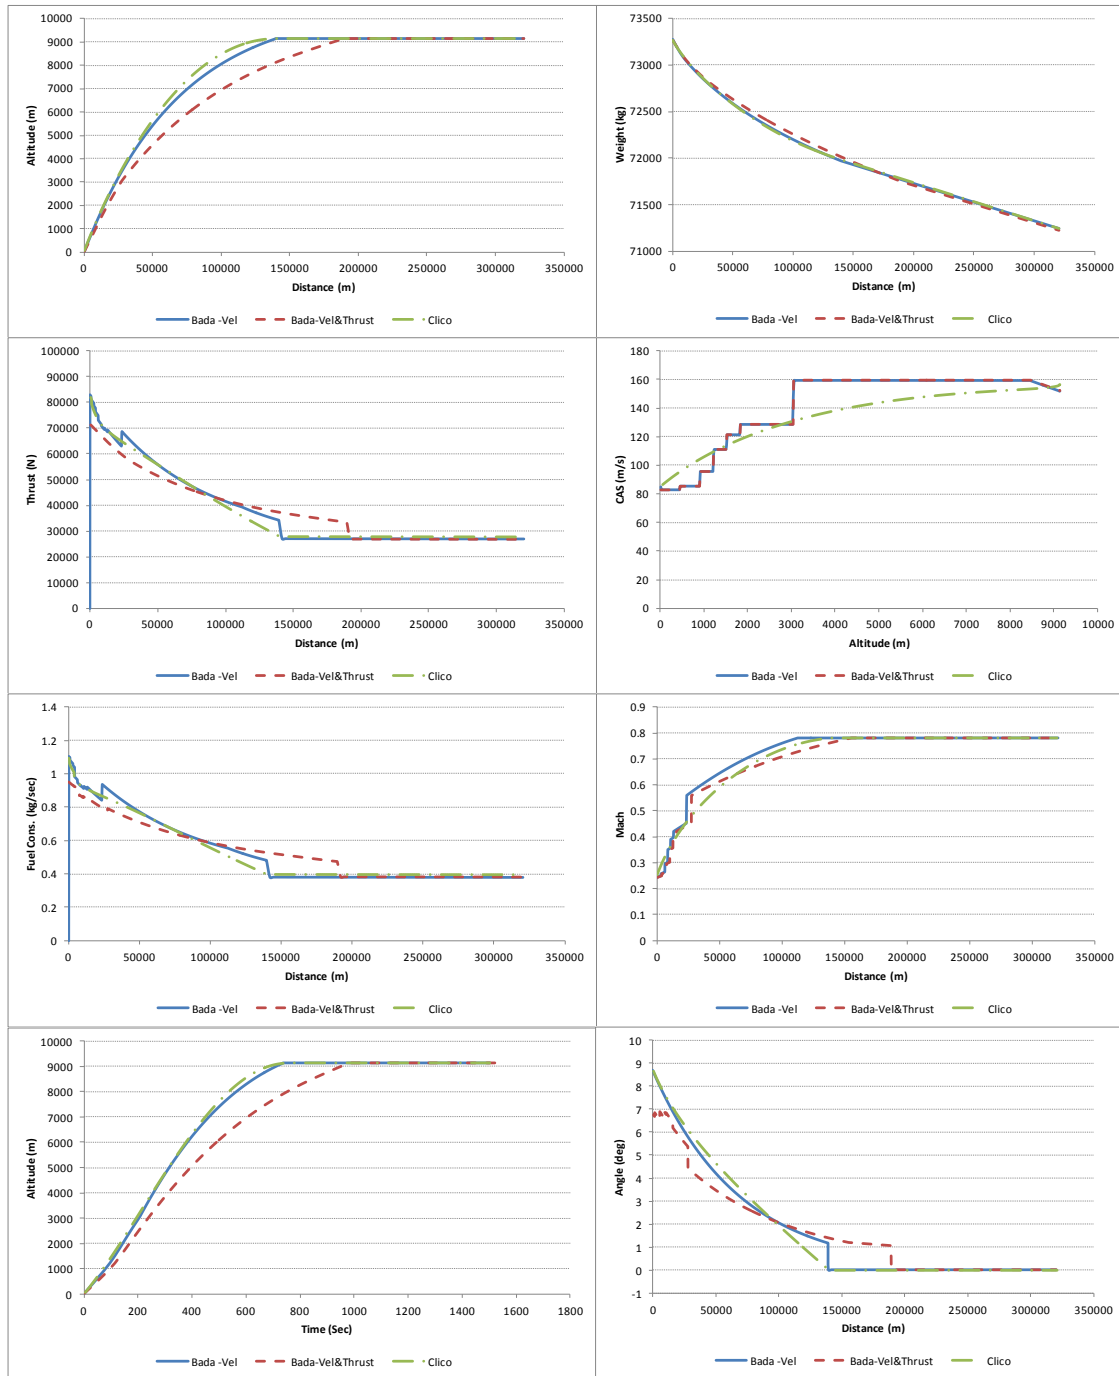 10000
9000
8000
7000
6000
5000
4000
3000
2000
1000
0
Altitude (m)
0 50000 100000 150000 200000 250000 300000 350000
Distance (m)
Bada -Vel Bada-Vel&Thrust Clico
73500
73000
72500
72000
71500
71000
Weight (kg)
0 50000 100000 150000 200000 250000 300000 350000
Distance (m)
Bada -Vel Bada-Vel&Thrust Clico
100000
90000
80000
70000
60000
50000
40000
30000
20000
10000
0
Thrust (N)
0 50000 100000 150000 200000 250000 300000 350000
Distance (m)
Bada -Vel Bada-Vel&Thrust Clico
180
160
140
120
100
80
60
40
20
0
CAS (m/s)
0 1000 2000 3000 4000 5000 6000 7000 8000 9000 10000
Altitude (m)
Bada -Vel Bada-Vel&Thrust Clico
1.4
1.2
1
0.8
0.6
0.4
0.2
0
Fuel Cons. (kg/sec)
0 50000 100000 150000 200000 250000 300000 350000
Distance (m)
Bada -Vel Bada-Vel&Thrust Clico
0.9
0.8
0.7
0.6
0.5
0.4
0.3
0.2
0.1
0
Mach
0 50000 100000 150000 200000 250000 300000 350000
Distance (m)
Bada -Vel Bada-Vel&Thrust Clico
10000
9000
8000
7000
6000
5000
4000
3000
2000
1000
0
Altitude (m)
0 200 400 600 800 1000 1200 1400 1600 1800
Time (Sec)
Bada -Vel Bada-Vel&Thrust Clico
10
9
8
7
6
5
4
3
2
1
0
-1
Angle (deg)
0 50000 100000 150000 200000 250000 300000 350000
Distance (m)
Bada -Vel Bada-Vel&Thrust Clico